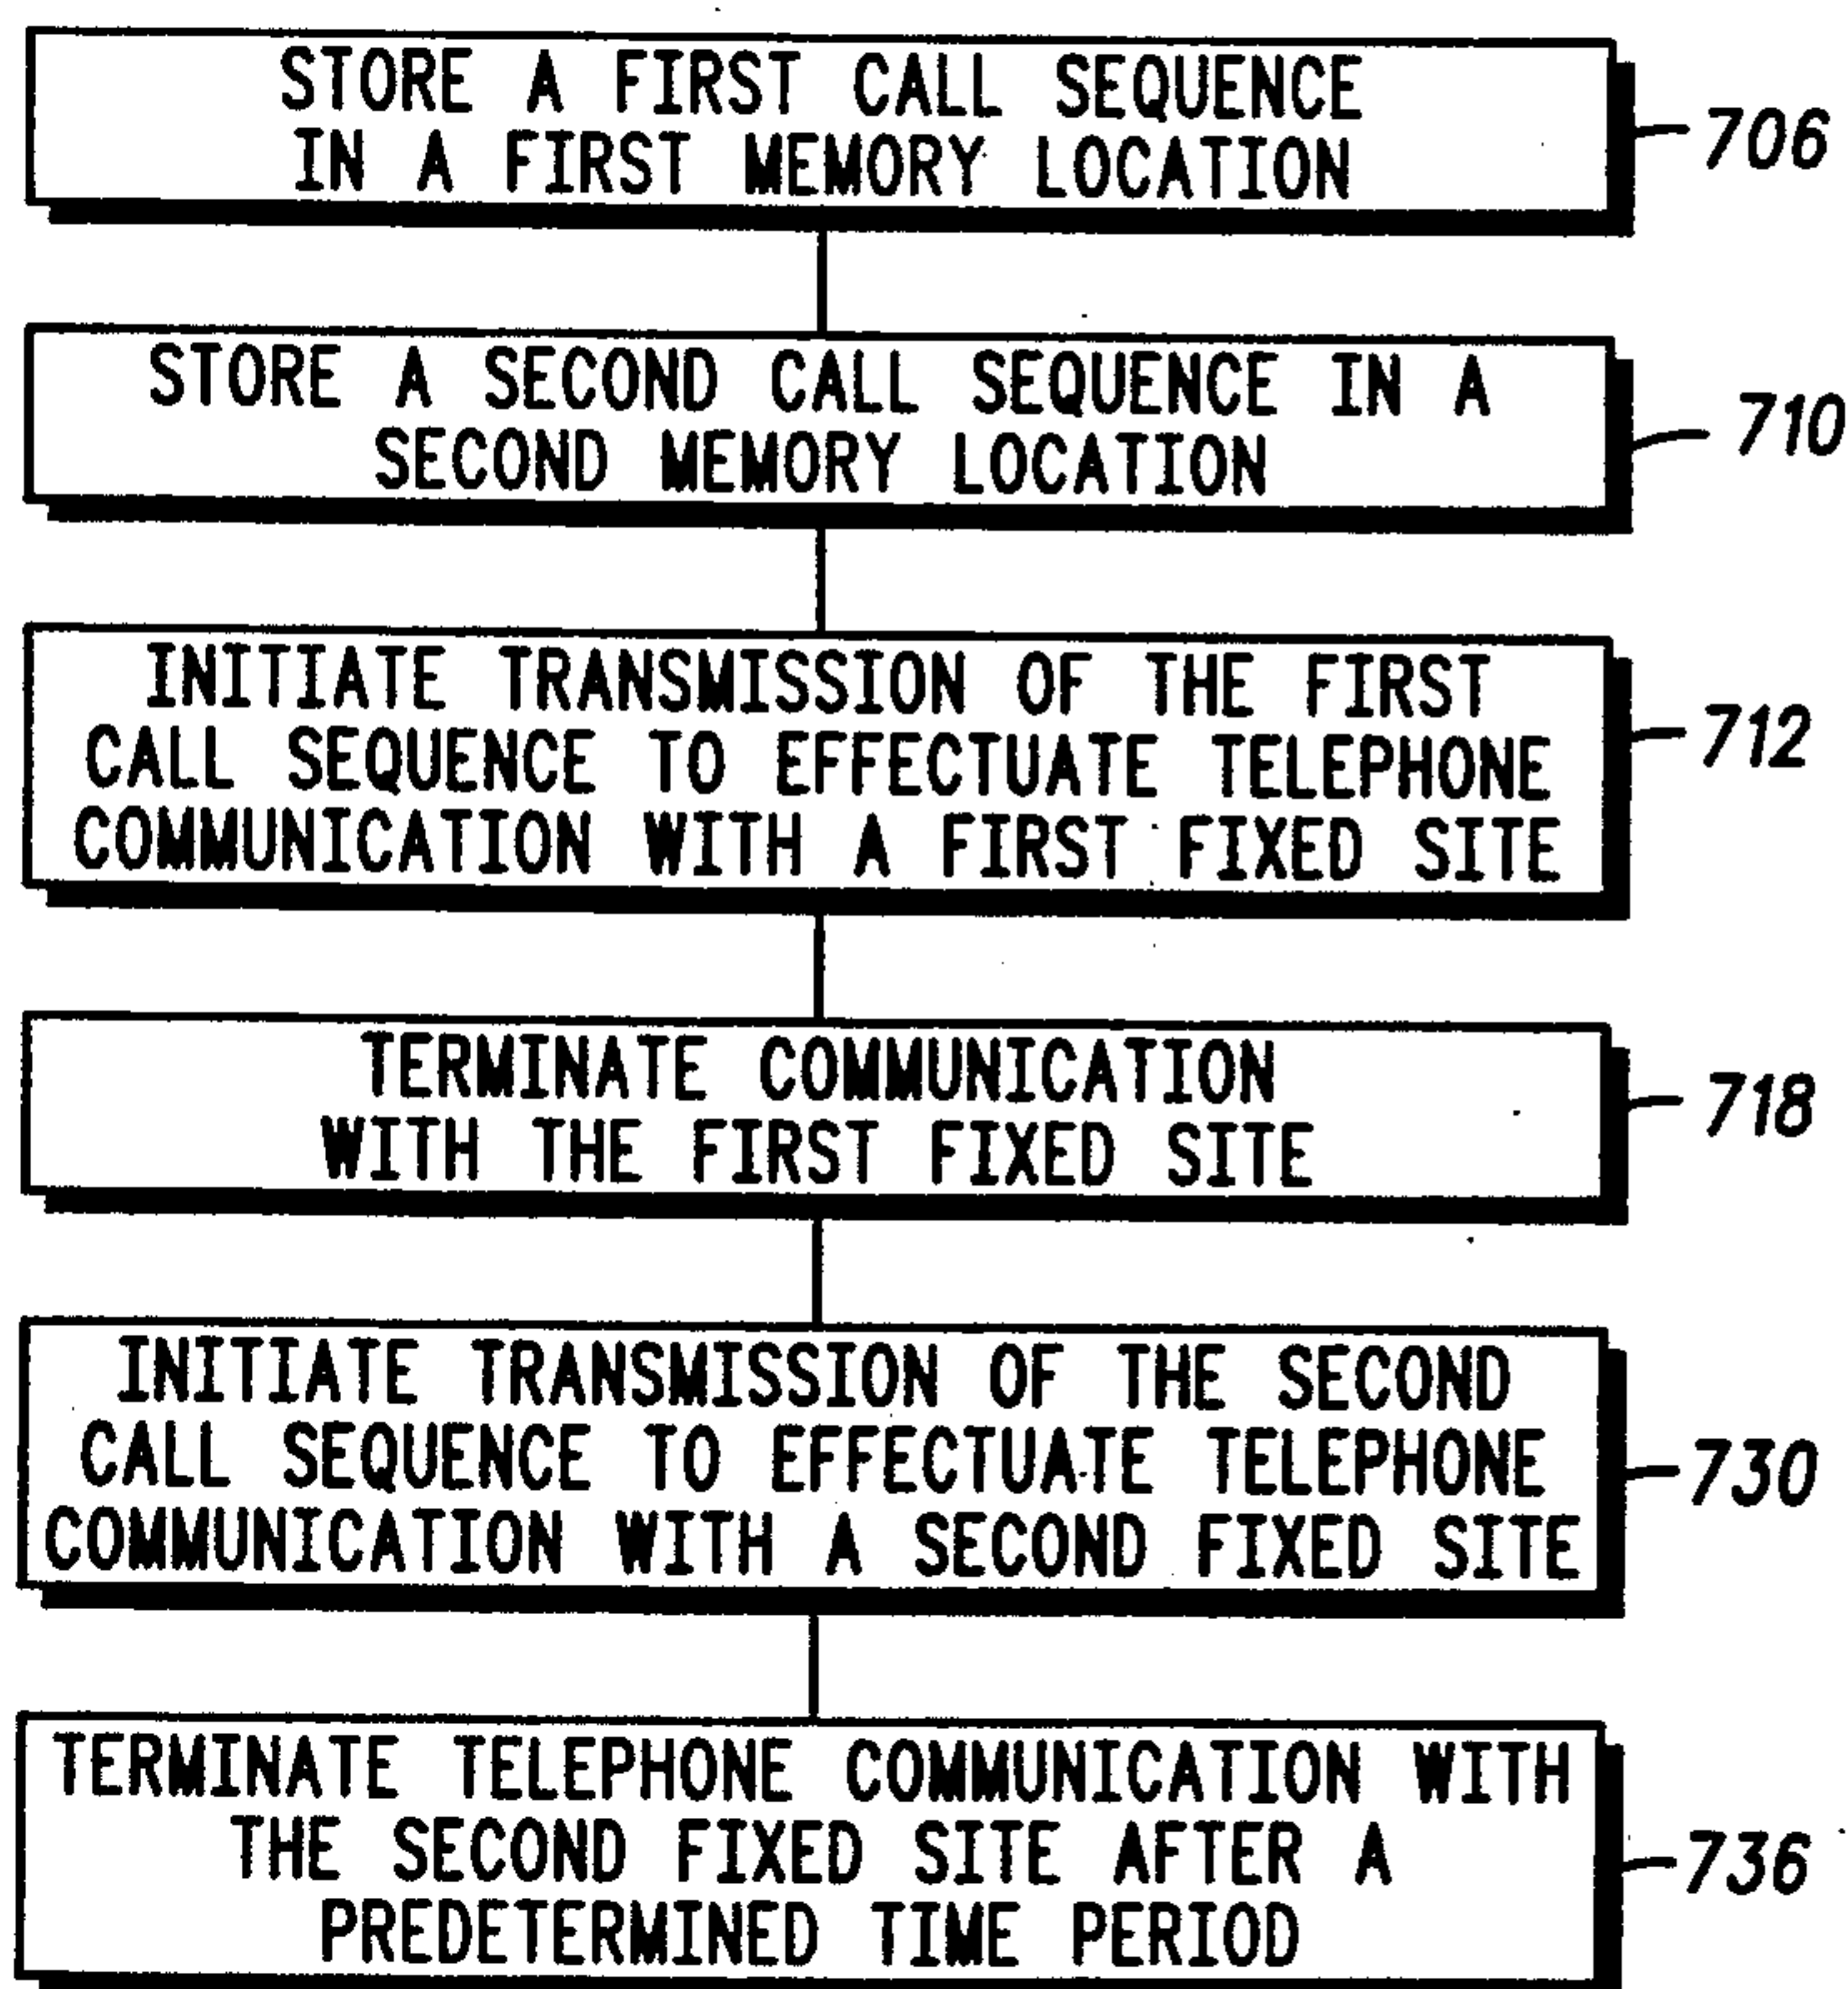 STORE A FIRST CALL SEQUENCE
IN A FIRST MEMORY LOCATION
706
STORE A SECOND CALL SEQUENCE IN A
SECOND MEMORY LOCATION
710
INITIATE TRANSMISSION OF THE FIRST
CALL SEQUENCE TO EFFECTUATE TELEPHONE
COMMUNICATION WITH A FIRST FIXED SITE
712
TERMINATE COMMUNICATION
WITH THE FIRST FIXED SITE
718
INITIATE TRANSMISSION OF THE SECOND
CALL SEQUENCE TO EFFECTUATE TELEPHONE
COMMUNICATION WITH A SECOND FIXED SITE
730
TERMINATE TELEPHONE COMMUNICATION WITH
THE SECOND FIXED SITE AFTER A
PREDETERMINED TIME PERIOD
736